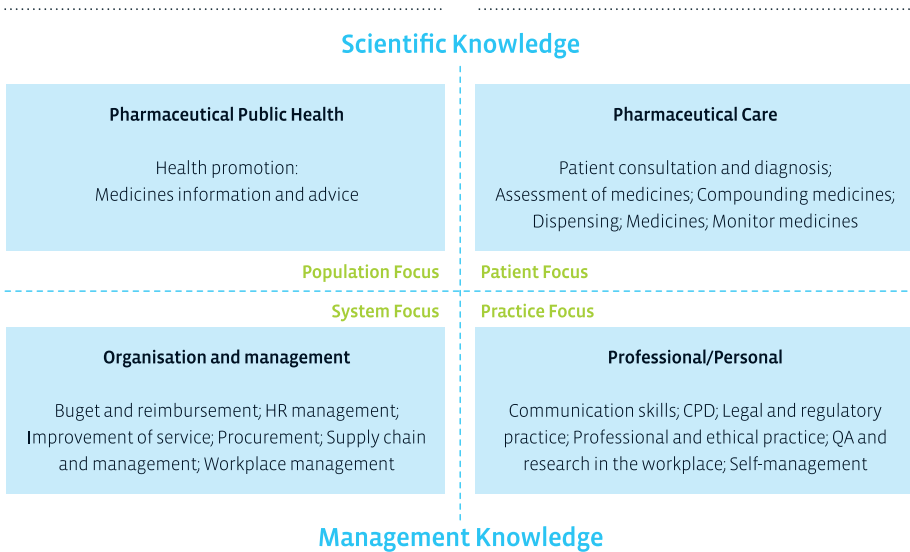 Scientific Knowledge
Pharmaceutical Public Health
Health promotion:
Medicines information and advice
Pharmaceutical Care
Patient consultation and diagnosis;
Assessment of medicines; Compounding medicines;
Dispensing; Medicines; Monitor medicines
Population Focus
Patient Focus
System Focus
Practice Focus
Organisation and management
Buget and reimbursement; HR management;
Improvement of service; Procurement; Supply chain
and management; Workplace management
Professional/Personal
Communication skills; CPD; Legal and regulatory
practice; Professional and ethical practice; QA and
research in the workplace; Self-management
Management Knowledge